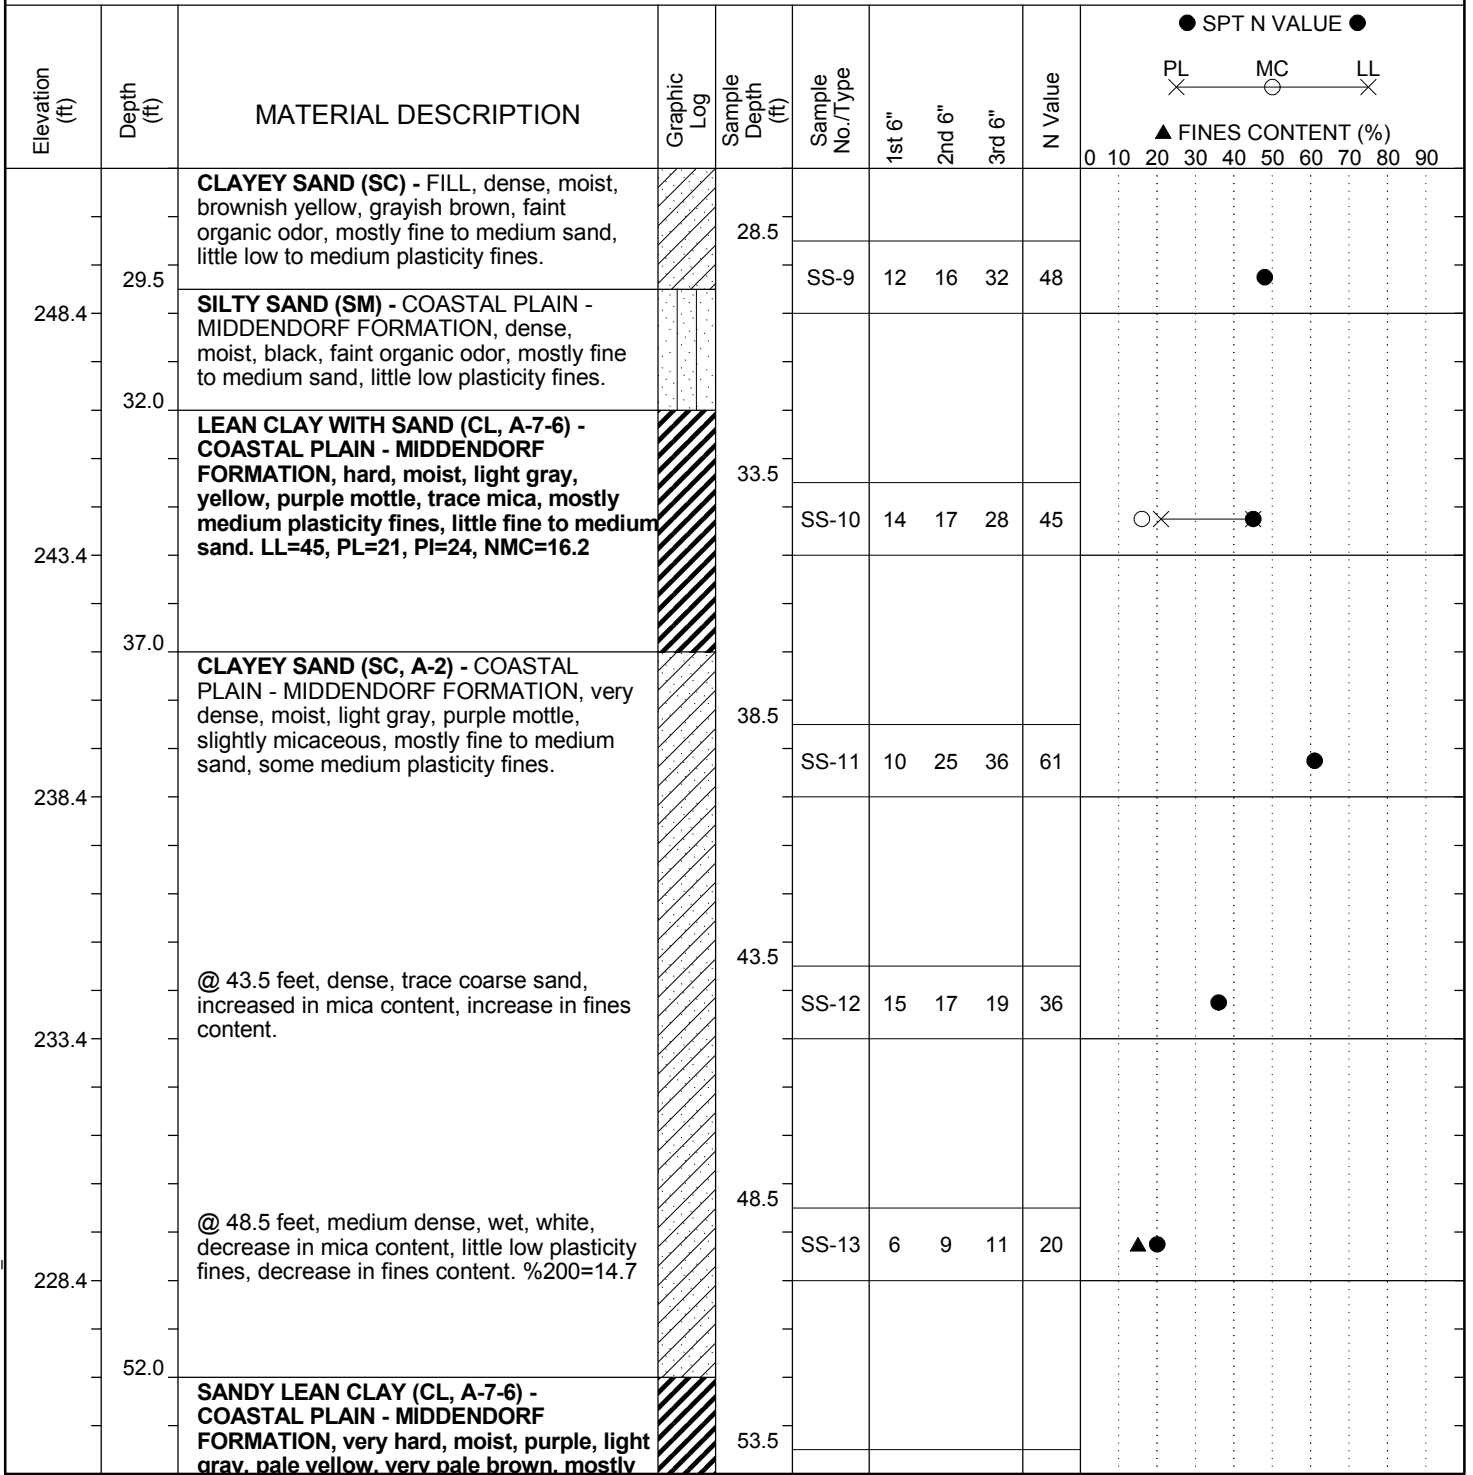 ● SPT N VALUE ●
PL MC LL
▲ FINES CONTENT (%)
0 10 20 30 40 50 60 70 80 90
Elevation
(ft)
Depth
(ft)
MATERIAL DESCRIPTION
Graphic
Log
Sample
Depth
(ft)
Sample
No./Type
1st 6"
2nd 6"
3rd 6"
N Value
CLAYEY SAND (SC) - FILL, dense, moist,
brownish yellow, grayish brown, faint
organic odor, mostly fine to medium sand,
little low to medium plasticity fines.
28.5
SS-9 12 16 32 48
29.5
248.4
SILTY SAND (SM) - COASTAL PLAIN -
MIDDENDORF FORMATION, dense,
moist, black, faint organic odor, mostly fine
to medium sand, little low plasticity fines.
32.0
LEAN CLAY WITH SAND (CL, A-7-6) -
COASTAL PLAIN - MIDDENDORF
FORMATION, hard, moist, light gray,
yellow, purple mottle, trace mica, mostly
medium plasticity fines, little fine to medium
sand. LL=45, PL=21, PI=24, NMC=16.2
33.5
SS-10 14 17 28 45
243.4
37.0
CLAYEY SAND (SC, A-2) - COASTAL
PLAIN - MIDDENDORF FORMATION, very
dense, moist, light gray, purple mottle,
slightly micaceous, mostly fine to medium
sand, some medium plasticity fines.
38.5
SS-11 10 25 36 61
238.4
43.5
@ 43.5 feet, dense, trace coarse sand,
increased in mica content, increase in fines
content.
SS-12 15 17 19 36
233.4
48.5
@ 48.5 feet, medium dense, wet, white,
decrease in mica content, little low plasticity
fines, decrease in fines content. %200=14.7
SS-13 6 9 11 20
228.4
52.0
SANDY LEAN CLAY (CL, A-7-6) -
COASTAL PLAIN - MIDDENDORF
FORMATION, very hard, moist, purple, light
gray, pale yellow, very pale brown, mostly
53.5